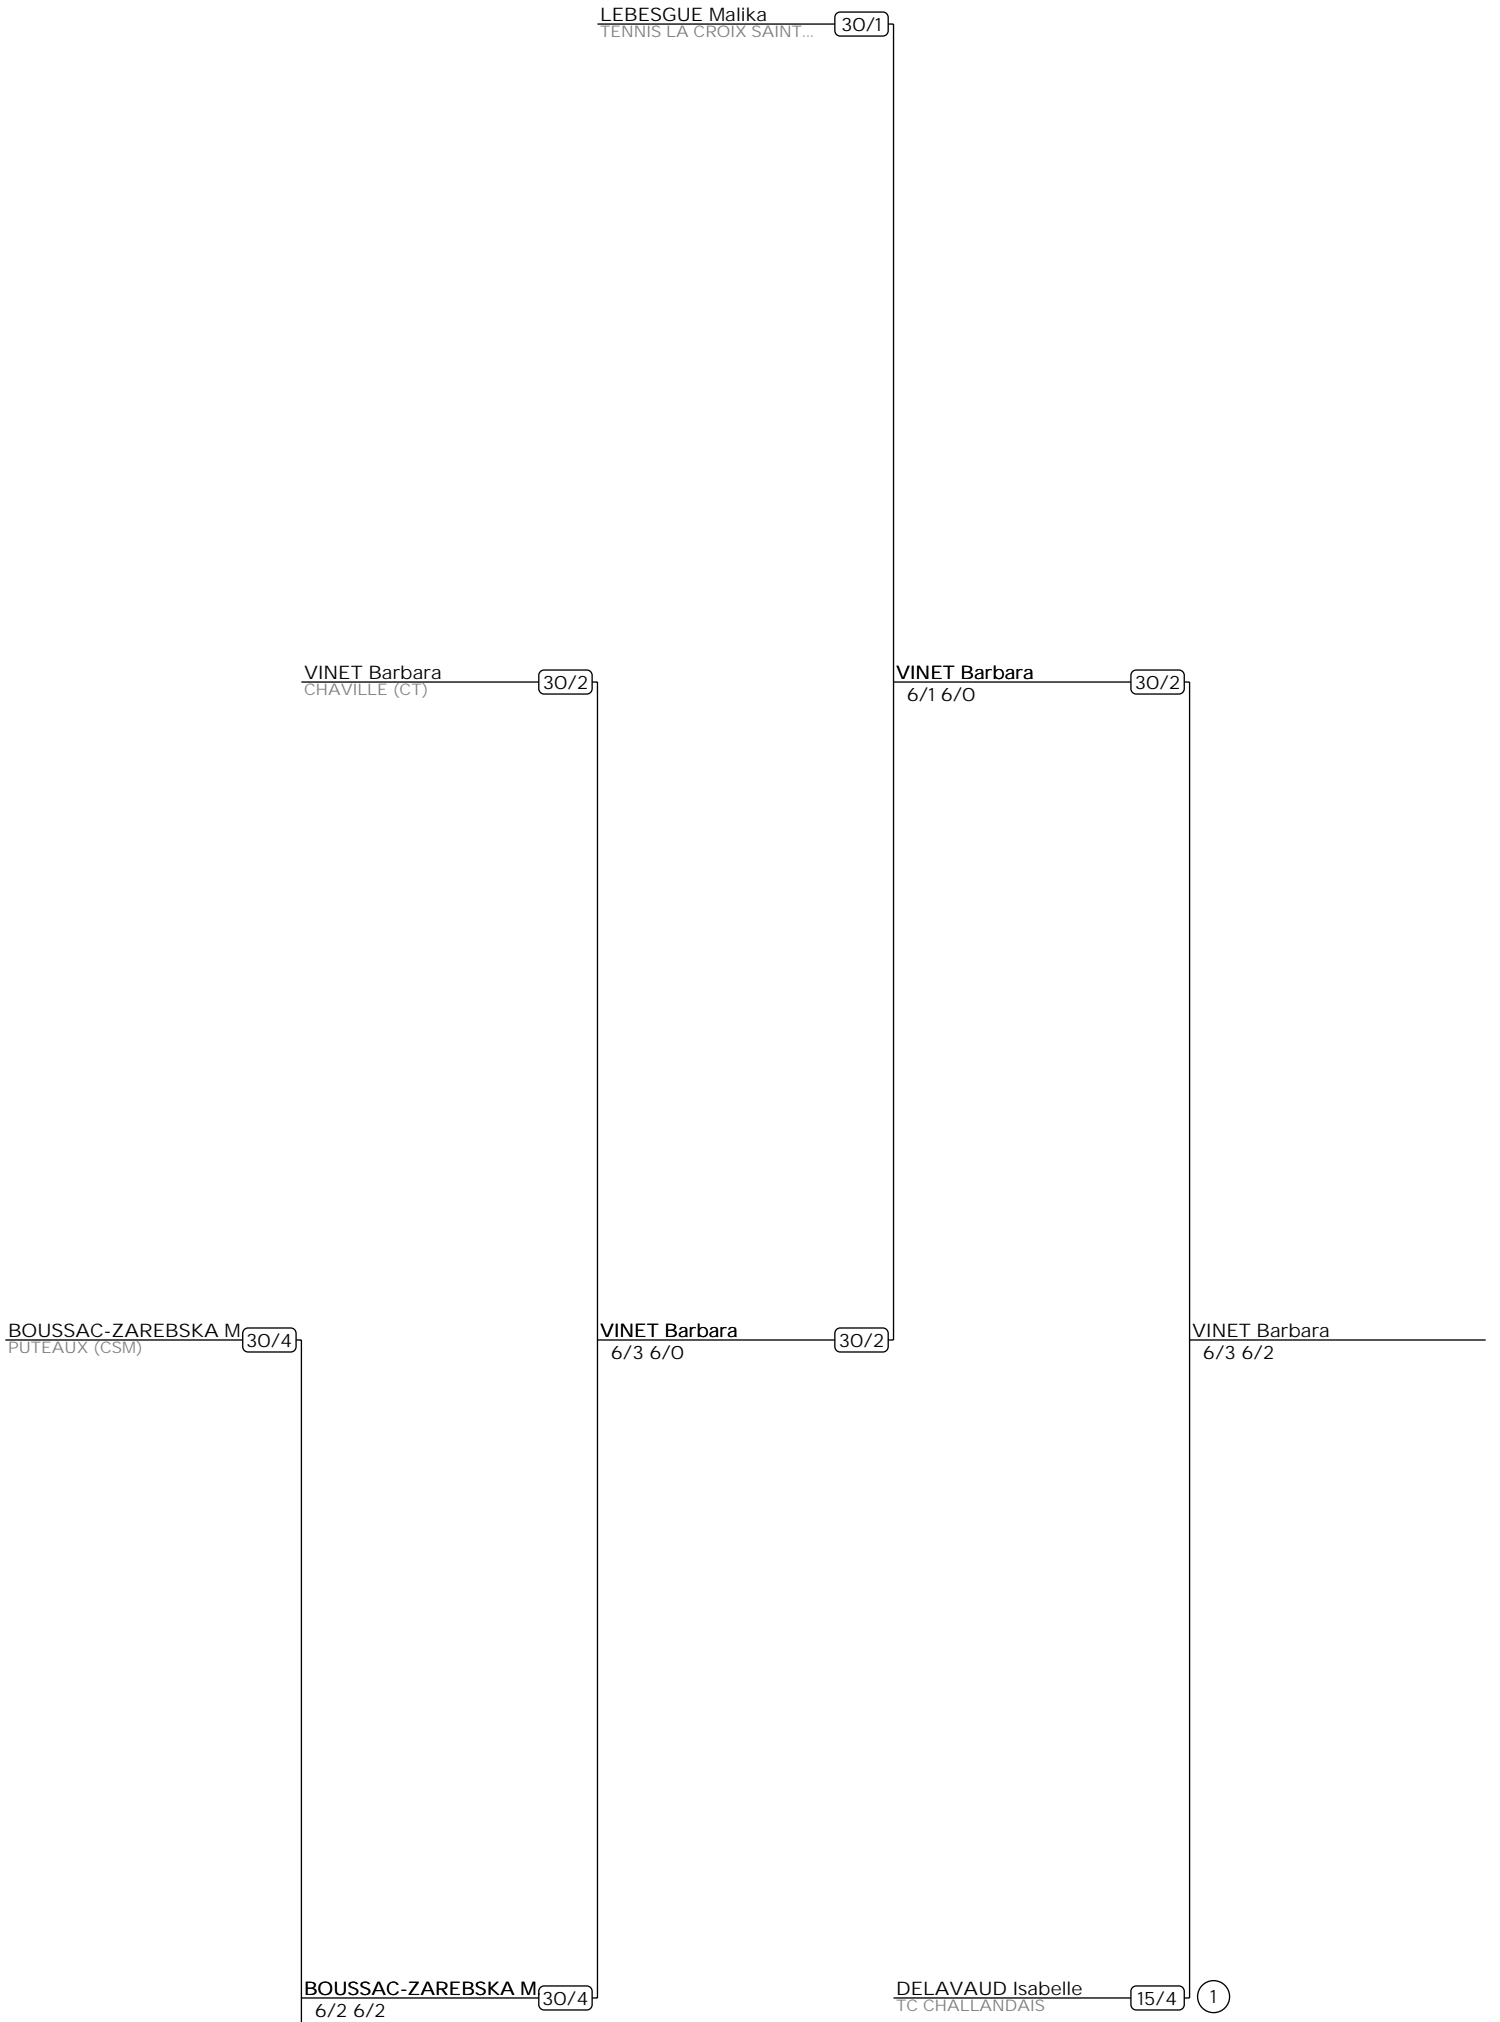 LEBESGUE Malika
TENNIS LA CROIX SAINT...
30/1
VINET Barbara
CHAVILLE (CT)
30/2
VINET Barbara
6/1 6/0
30/2
BOUSSAC-ZAREBSKA M
PUTEAUX (CSM)
30/4
VINET Barbara
6/3 6/0
30/2
VINET Barbara
6/3 6/2
BOUSSAC-ZAREBSKA M
6/2 6/2
30/4
DELAVAUD Isabelle
TC CHALLANDAIS
15/4
1